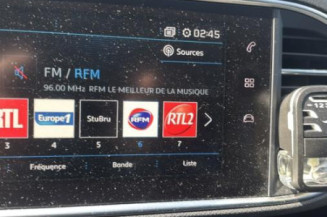 02:45
Sources
FM / RFM
96.00 MHz RFM LE MEILLEUR DE LA MUSIQUE
RTL
Europe1
StuBru
RFM
RTL2
3 4 5 6 7
Fréquence Bande Liste